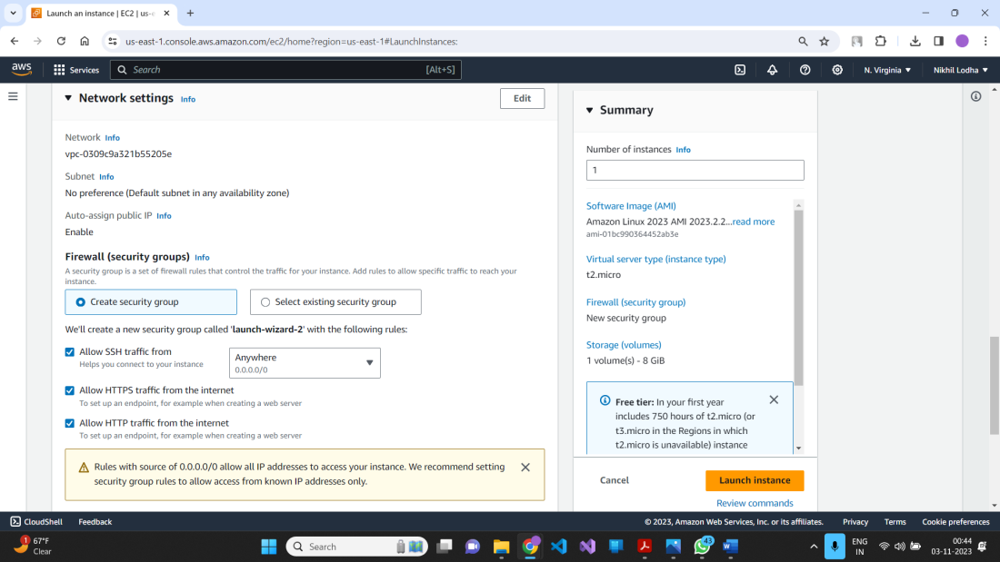 Launch an instance | EC2 | us-e
us-east-1.console.aws.amazon.com/ec2/home?region=us-east-1#LaunchInstances:
aws
Services
Search
[Alt+S]
N. Virginia
Nikhil Lodha
Network settings Info
Edit
Network Info
vpc-0309c9a321b55205e
Subnet Info
No preference (Default subnet in any availability zone)
Auto-assign public IP Info
Enable
Firewall (security groups) Info
A security group is a set of firewall rules that control the traffic for your instance. Add rules to allow specific traffic to reach your
instance.
Create security group
Select existing security group
We'll create a new security group called 'launch-wizard-2' with the following rules:
Allow SSH traffic from
Helps you connect to your instance
Anywhere
0.0.0.0/0
Allow HTTPS traffic from the internet
To set up an endpoint, for example when creating a web server
Allow HTTP traffic from the internet
To set up an endpoint, for example when creating a web server
Rules with source of 0.0.0.0/0 allow all IP addresses to access your instance. We recommend setting
security group rules to allow access from known IP addresses only.
Summary
Number of instances Info
1
Software Image (AMI)
Amazon Linux 2023 AMI 2023.2.2...read more
ami-01bc990364452ab3e
Virtual server type (instance type)
t2.micro
Firewall (security group)
New security group
Storage (volumes)
1 volume(s) - 8 GiB
Free tier: In your first year
includes 750 hours of t2.micro (or
t3.micro in the Regions in which
t2.micro is unavailable) instance
Cancel
Launch instance
Review commands
CloudShell
Feedback
© 2023, Amazon Web Services, Inc. or its affiliates.
Privacy
Terms
Cookie preferences
1
67°F
Clear
Search
43
ENG
IN
00:44
03-11-2023